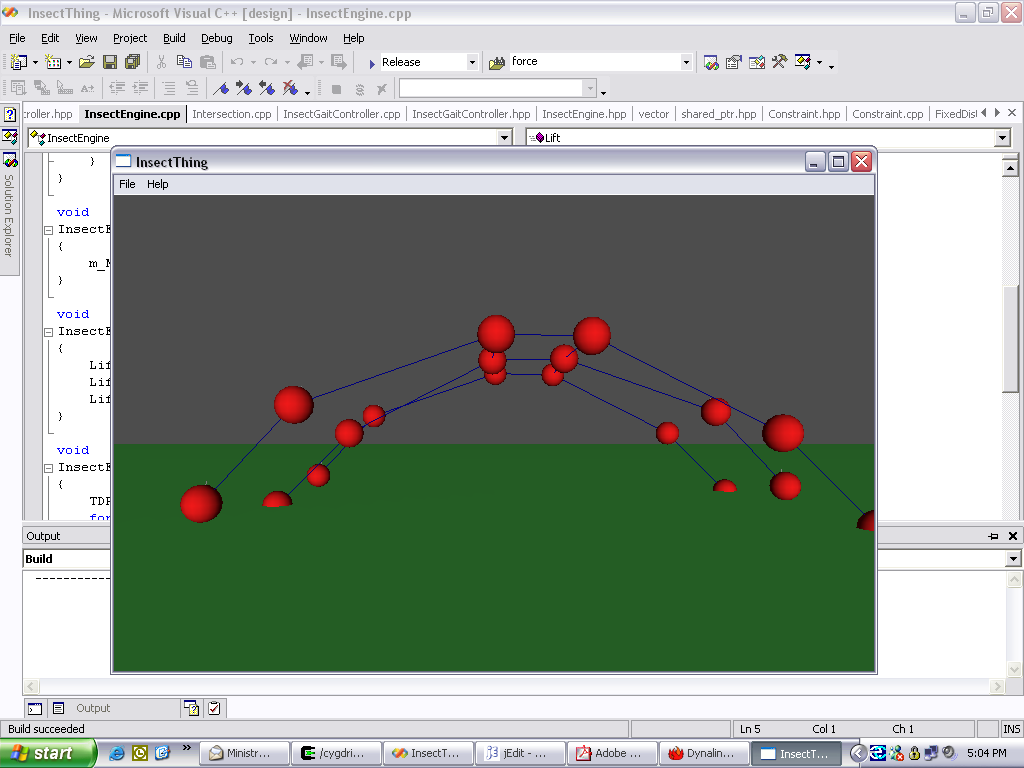 InsectThing - Microsoft Visual C++ [design] - InsectEngine.cpp
File Edit View Project Build Debug Tools Window Help
Release force
roller.hpp InsectEngine.cpp Intersection.cpp InsectGaitController.cpp InsectGaitController.hpp InsectEngine.hpp vector shared_ptr.hpp Constraint.hpp Constraint.cpp FixedDist
InsectEngine Lift
Solution Explorer
}
}
void
InsectE
{
m_M
}
void
InsectE
{
Lif
Lif
Lif
}
void
InsectE
{
TDR
for
InsectThing
File Help
Output
Build
------------
Output
Build succeeded Ln 5 Col 1 Ch 1 INS
start Ministr... /cygdri... InsectT... jEdit - ... Adobe ... Dynalin... InsectT... 5:04 PM